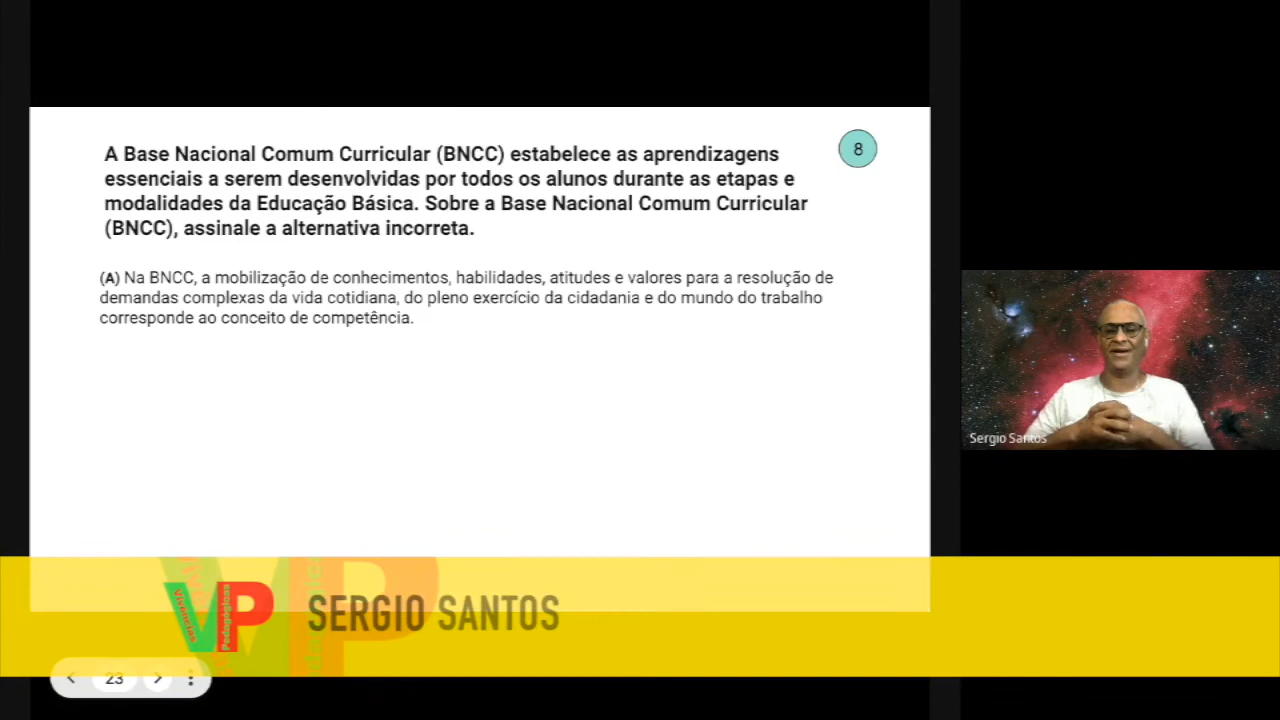 A Base Nacional Comum Curricular (BNCC) estabelece as aprendizagens
essenciais a serem desenvolvidas por todos os alunos durante as etapas e
modalidades da Educação Básica. Sobre a Base Nacional Comum Curricular
(BNCC), assinale a alternativa incorreta.
8
(A) Na BNCC, a mobilização de conhecimentos, habilidades, atitudes e valores para a resolução de
demandas complexas da vida cotidiana, do pleno exercício da cidadania e do mundo do trabalho
corresponde ao conceito de competência.
Sergio Santos
VP
Vivências
Pedagógicas
SERGIO SANTOS
23